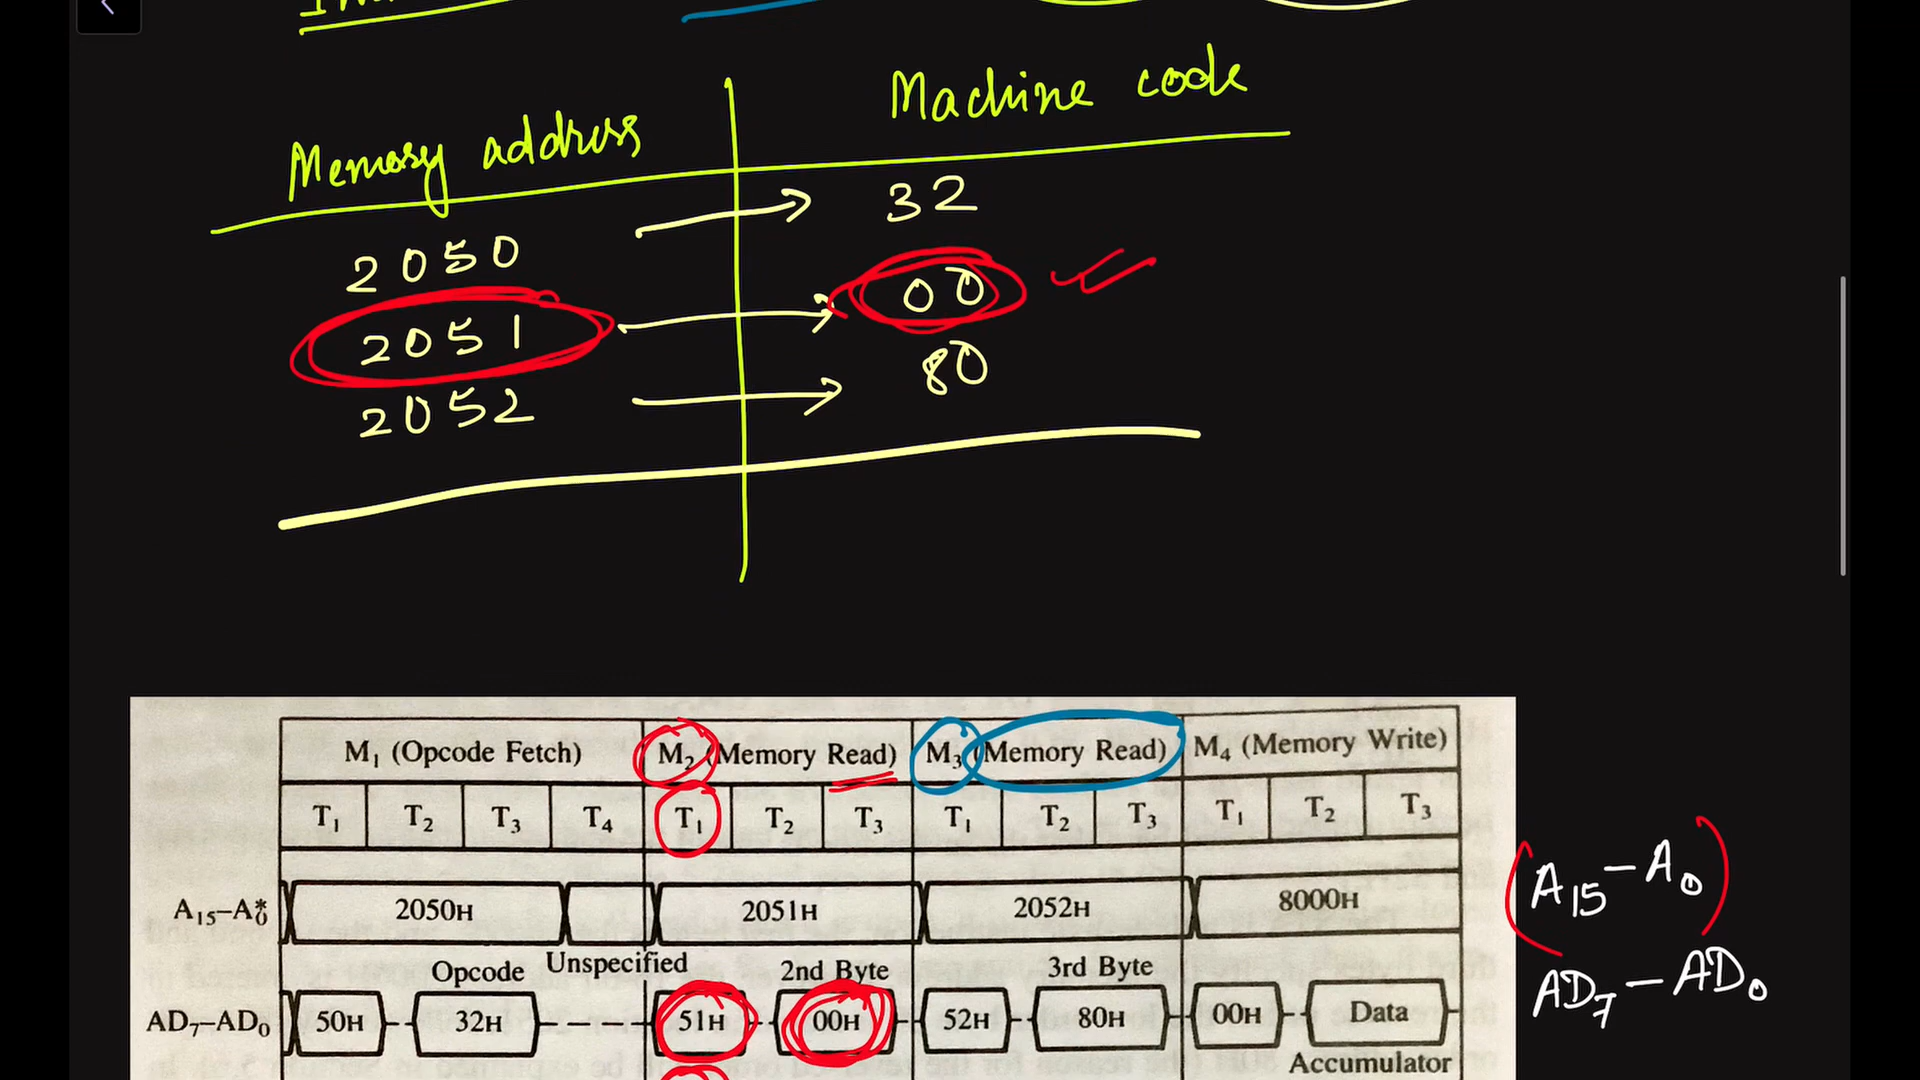 Memory address Machine code
2050 32
2051 00
2052 80
M₁ (Opcode Fetch) M₂ (Memory Read) M₃ (Memory Read) M₄ (Memory Write)
T₁ T₂ T₃ T₄ T₁ T₂ T₃ T₁ T₂ T₃ T₁ T₂ T₃
A₁₅–A₀* 2050H 2051H 2052H 8000H (A₁₅–A₀)
Opcode Unspecified 2nd Byte 3rd Byte
AD₇–AD₀ 50H 32H 51H 00H 52H 80H 00H Data AD₇–AD₀
Accumulator